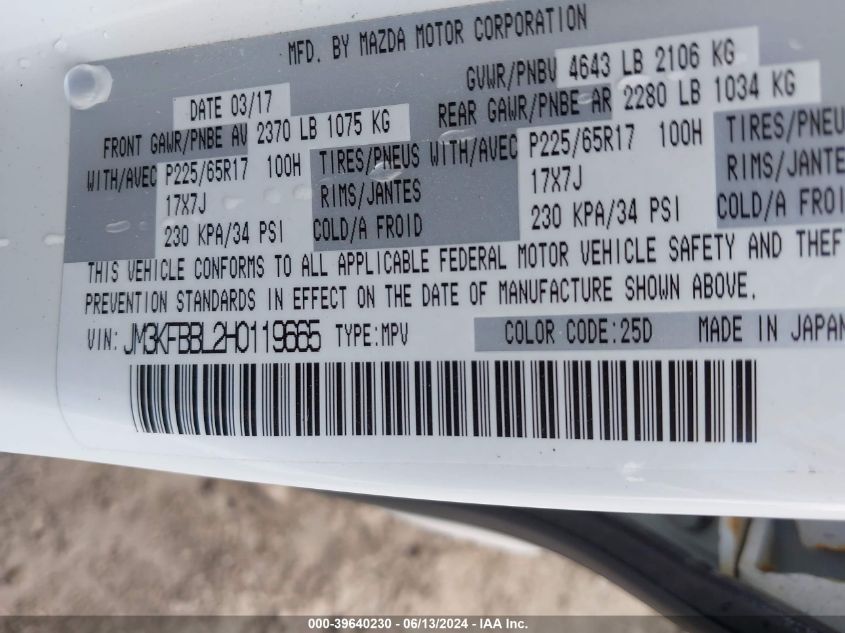 MFD. BY MAZDA MOTOR CORPORATION
DATE 03/17
GVWR/PNBV 4643 LB 2106 KG
FRONT GAWR/PNBE AV 2370 LB 1075 KG
REAR GAWR/PNBE AR 2280 LB 1034 KG
WITH/AVEC P225/65R17 100H TIRES/PNEUS
17X7J RIMS/JANTES
230 KPA/34 PSI COLD/A FROID
WITH/AVEC P225/65R17 100H TIRES/PNEU
17X7J RIMS/JANTES
230 KPA/34 PSI COLD/A FROI
THIS VEHICLE CONFORMS TO ALL APPLICABLE FEDERAL MOTOR VEHICLE SAFETY AND THEF
PREVENTION STANDARDS IN EFFECT ON THE DATE OF MANUFACTURE SHOWN ABOVE.
VIN: JM3KFBBL2H0119665 TYPE:MPV COLOR CODE:25D MADE IN JAPAN
000-39640230 - 06/13/2024 - IAA Inc.